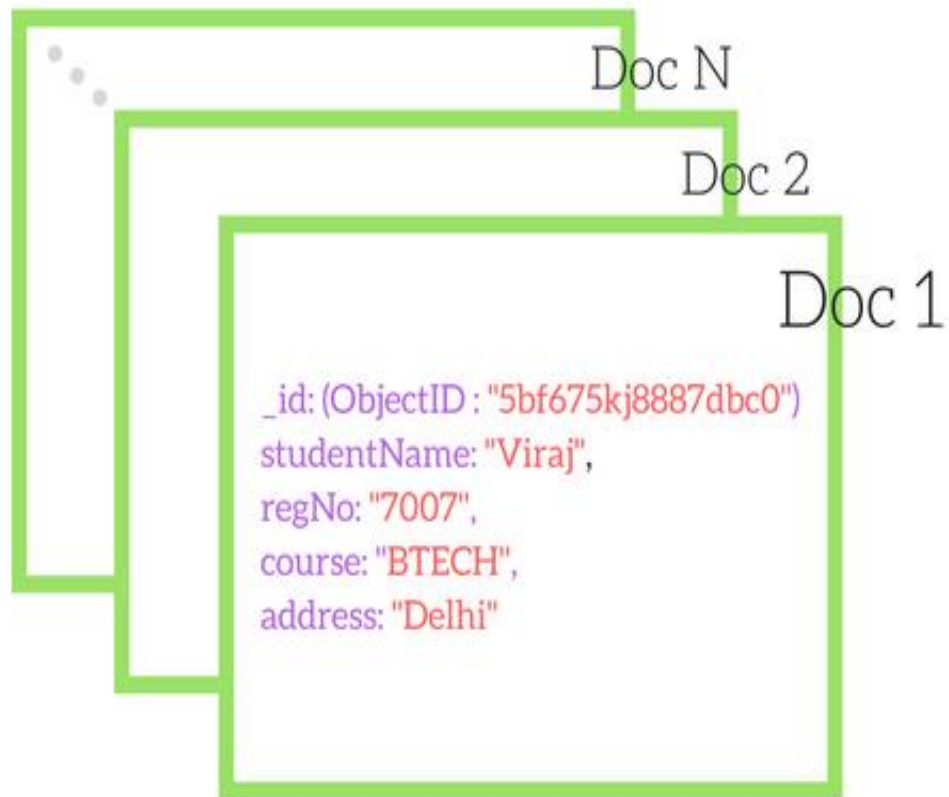 Doc N
Doc 2
Doc 1
_id: (ObjectID : "5bf675kj8887dbc0")
studentName: "Viraj",
regNo: "7007",
course: "BTECH",
address: "Delhi"